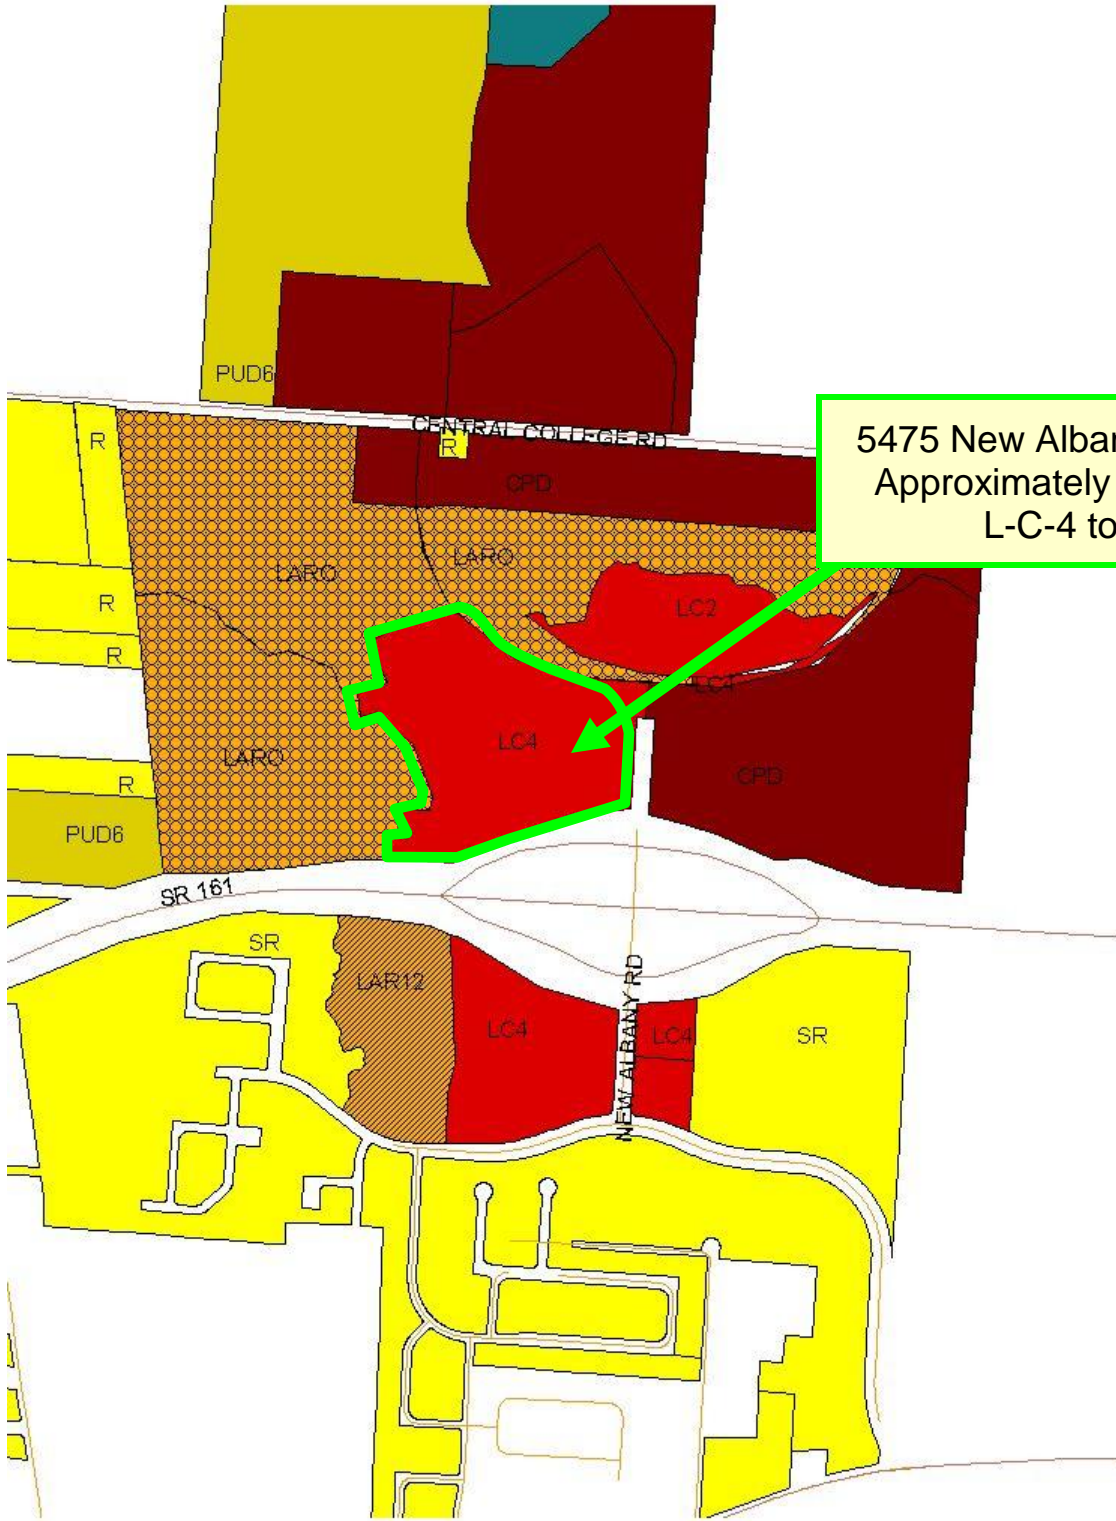 PUD6
CENTRAL COLLEGE RD
R
R
CPD
5475 New Alban
Approximately
L-C-4 to
LARO
LARO
R
LC2
R
LC4
LC4
LARO
CPD
R
PUD6
SR 161
SR
LAR12
LC4
NEW ALBANY RD
LC4
SR